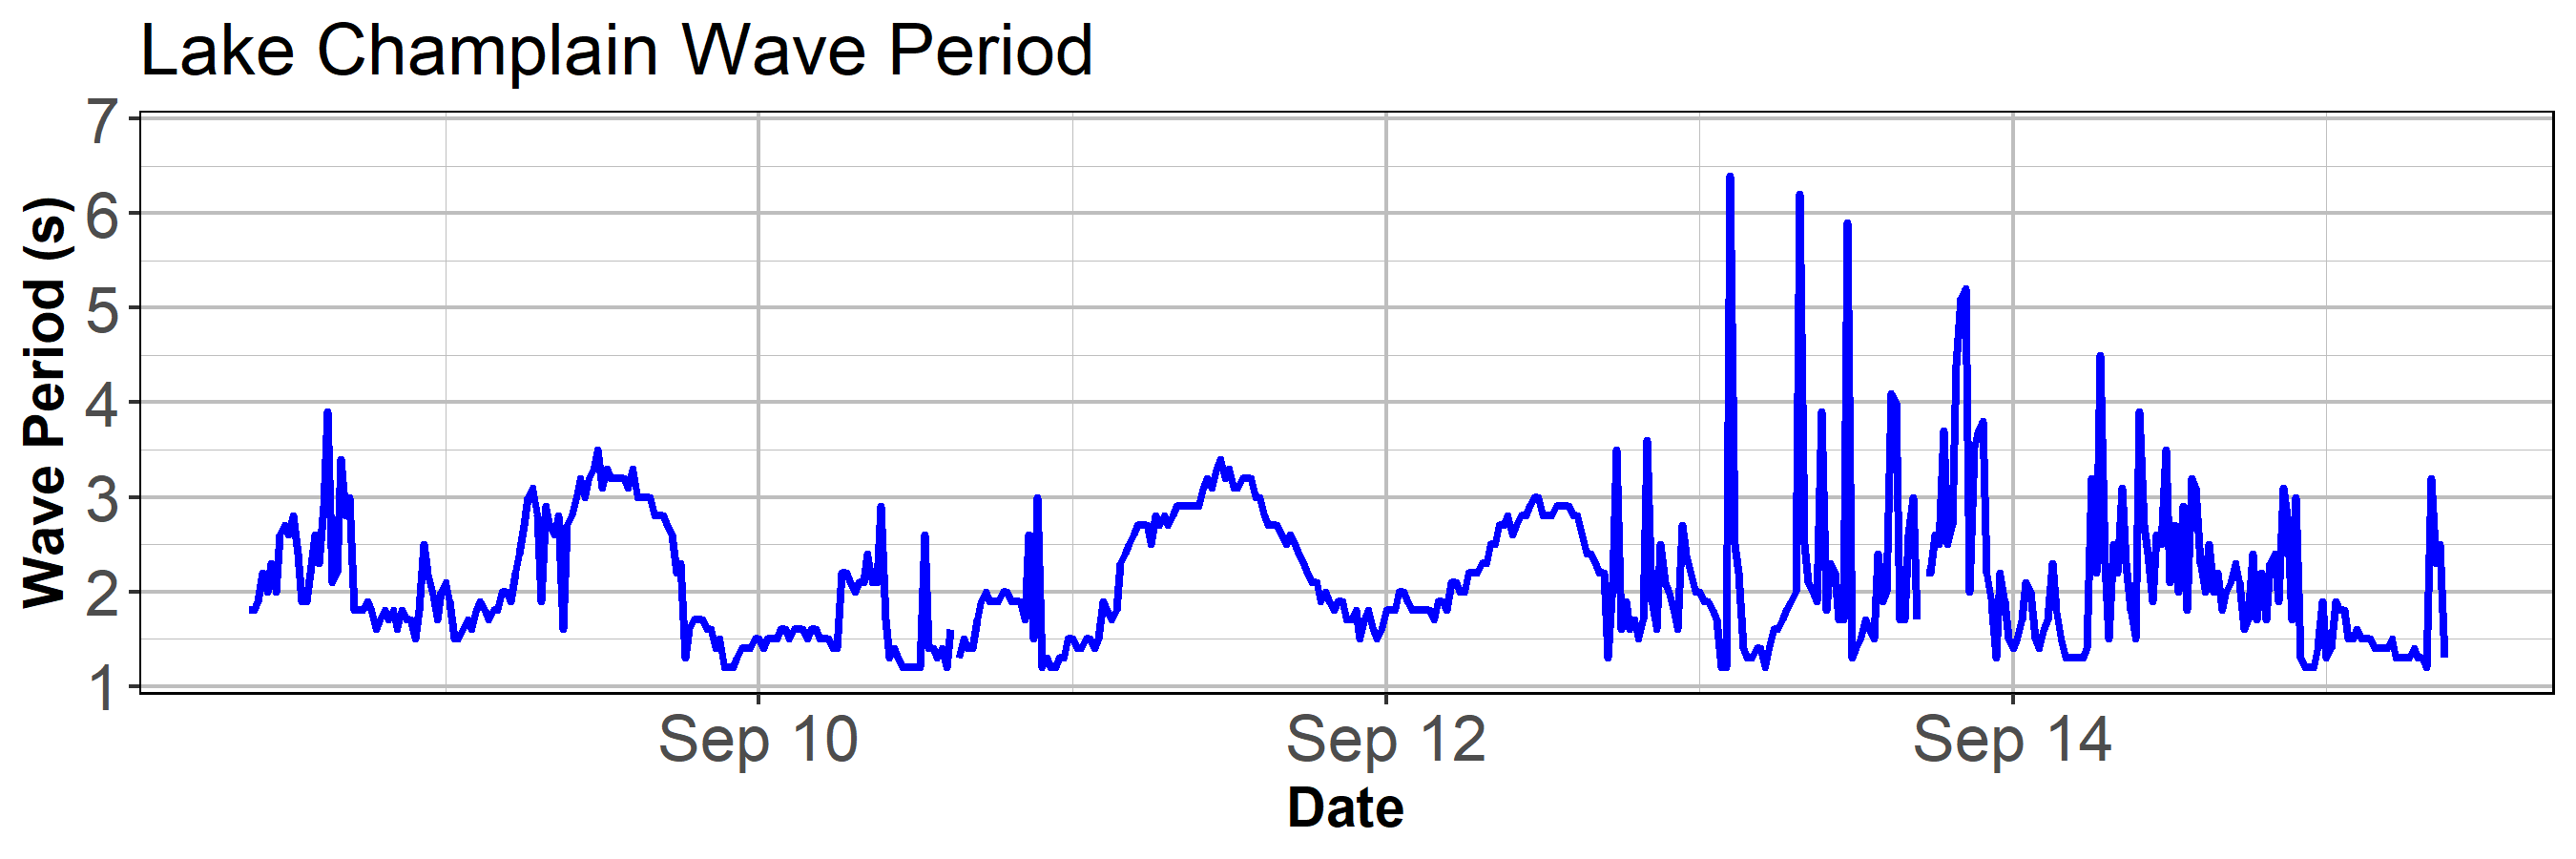 Lake Champlain Wave Period
Wave Period (s)
7
6
5
4
3
2
1
Sep 10
Sep 12
Sep 14
Date